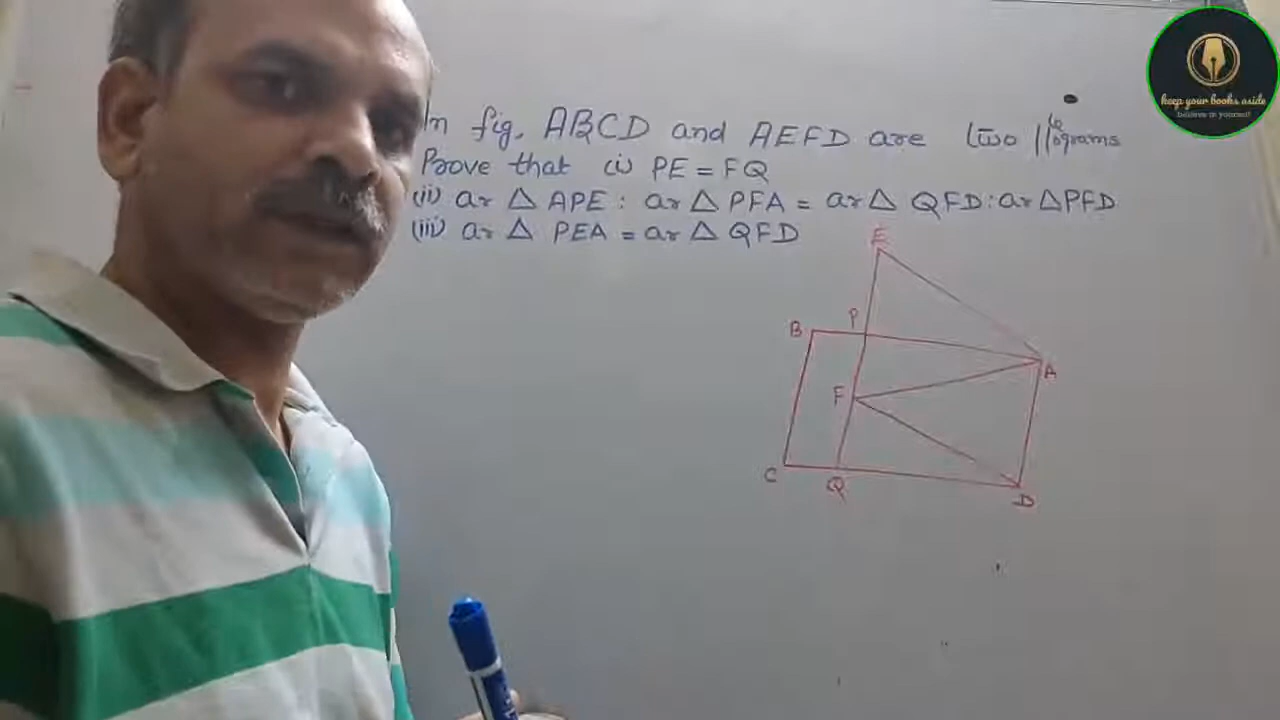 In fig, ABCD and AEFD are two ||lograms
Prove that (i) PE = FQ
(ii) ar △ APE : ar △ PFA = ar △ QFD : ar △ PFD
(iii) ar △ PEA = ar △ QFD
E
B P
A
F
C Q D
keep your books aside
believe in yourself